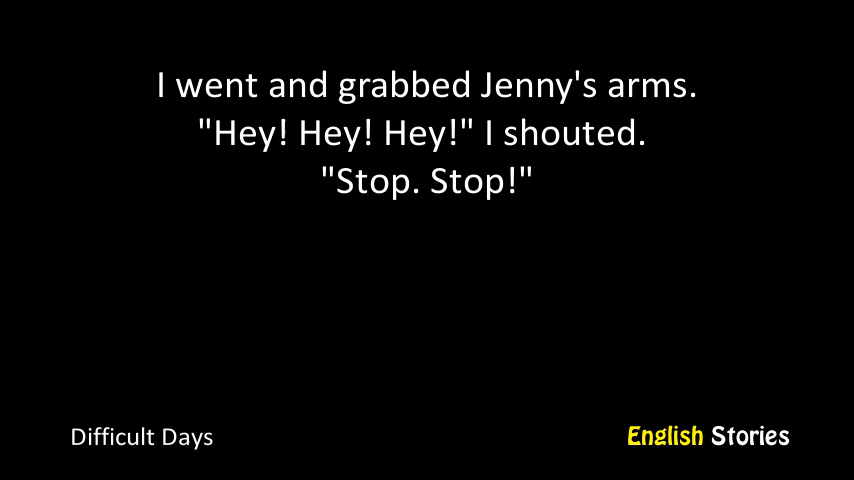 I went and grabbed Jenny's arms.
"Hey! Hey! Hey!" I shouted.
"Stop. Stop!"
Difficult Days
English Stories